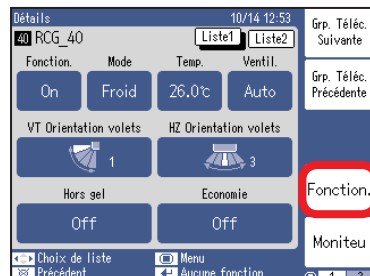 Détails 10/14 12:53
40 RCG_40 Liste1 Liste2
Fonction. Mode Temp. Ventil.
On Froid 26.0℃ Auto
VT Orientation volets HZ Orientation volets
1 3
Hors gel Economie
Off Off
Choix de liste Menu
Précédent Aucune fonction
Grp. Téléc.
Suivante
Grp. Téléc.
Précédente
Fonction.
Moniteu
1 2